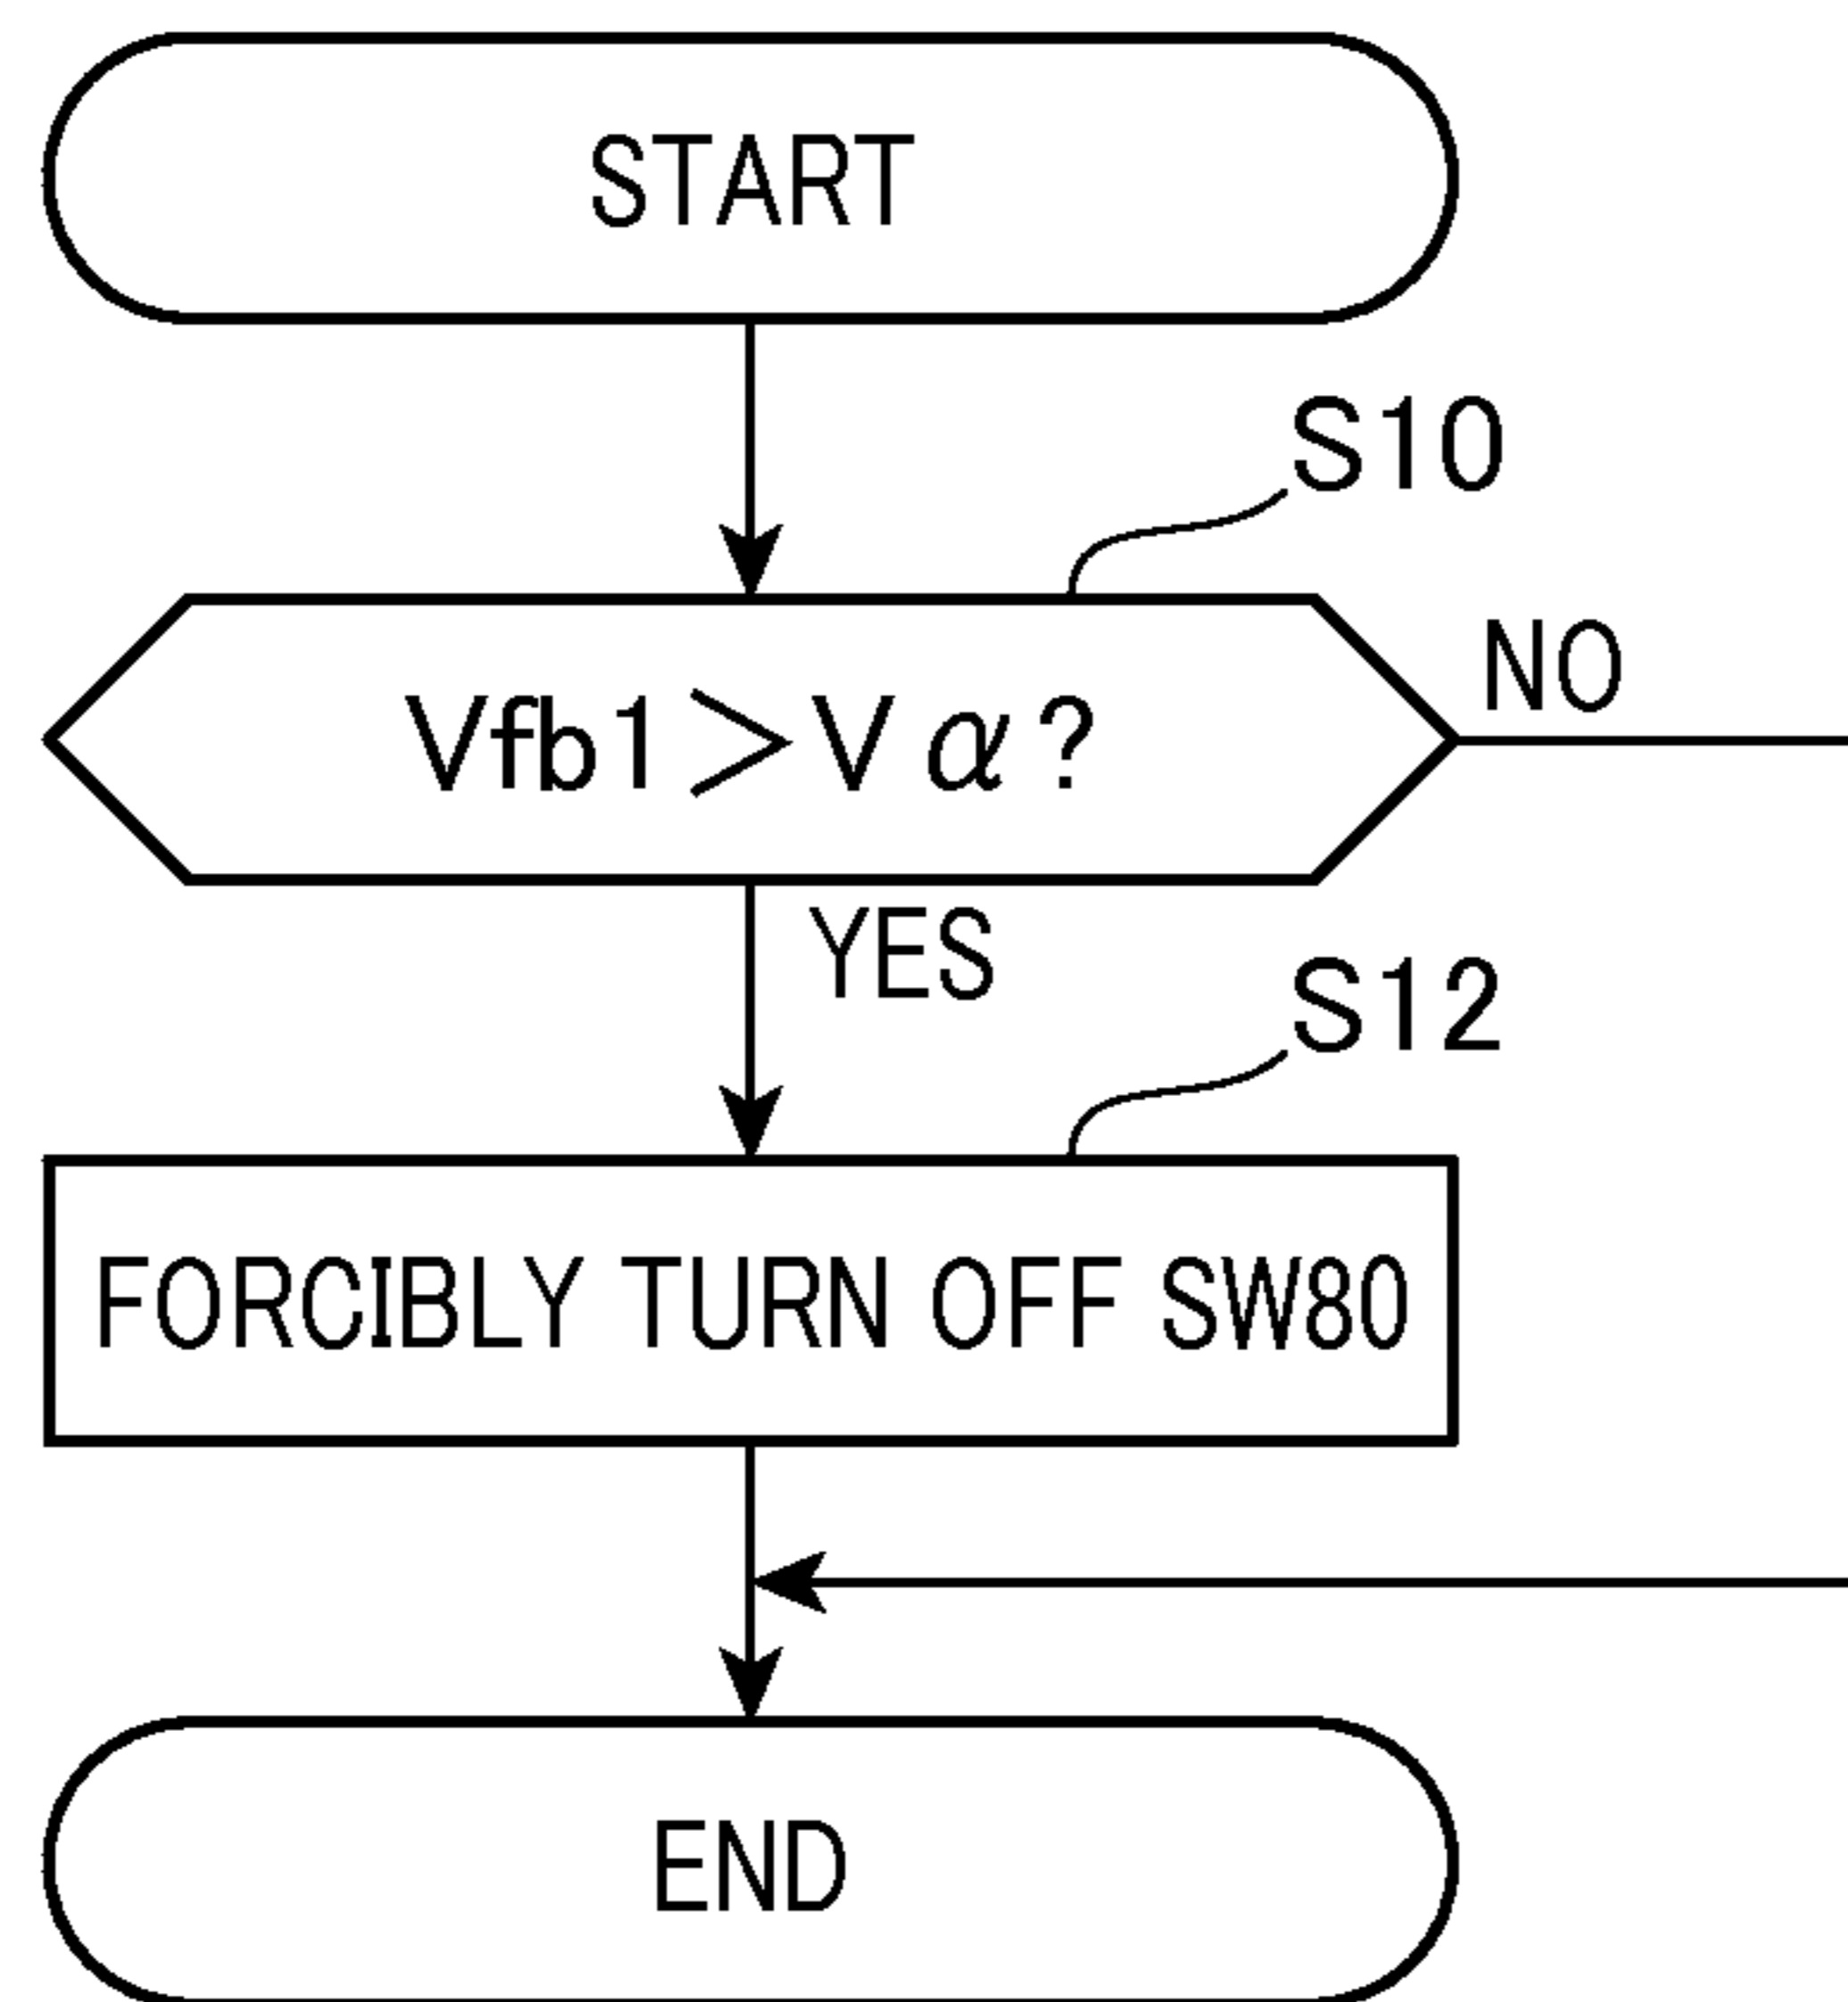 START
S10
Vfb1>Vα?
NO
YES
S12
FORCIBLY TURN OFF SW80
END